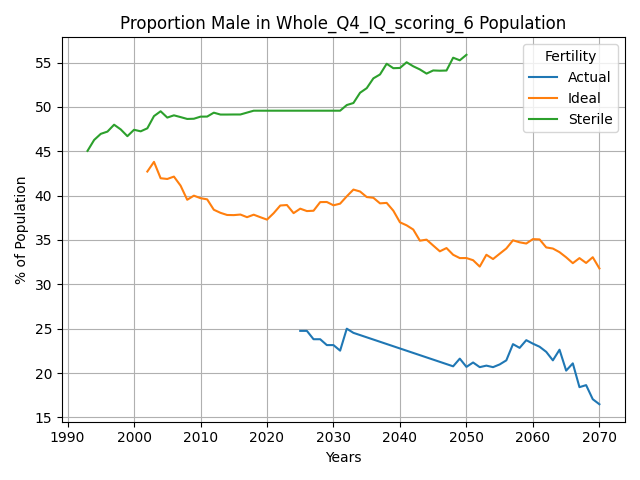 Proportion Male in Whole_Q4_IQ_scoring_6 Population
Fertility
Actual
Ideal
Sterile
% of Population
55
50
45
40
35
30
25
20
15
1990 2000 2010 2020 2030 2040 2050 2060 2070
Years